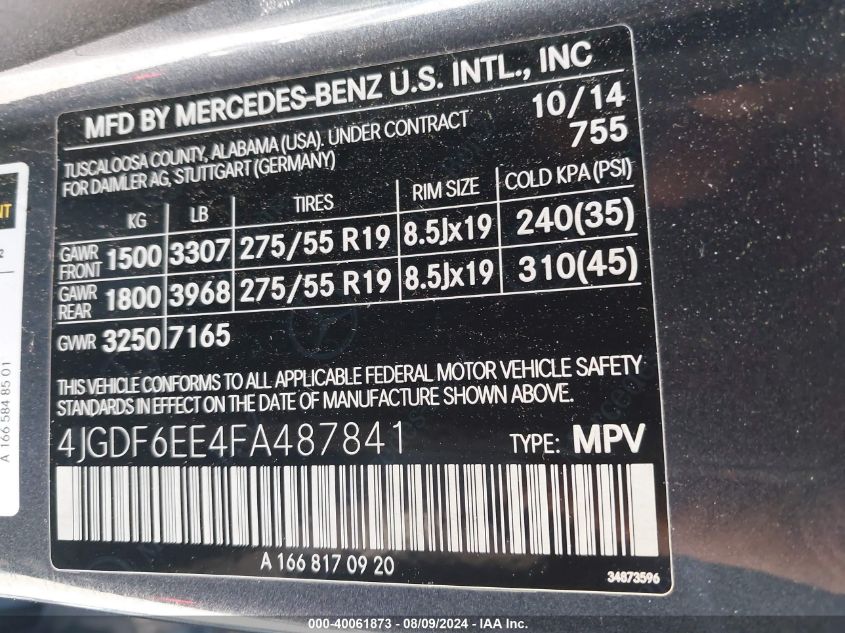 MFD BY MERCEDES-BENZ U.S. INTL., INC
TUSCALOOSA COUNTY, ALABAMA (USA). UNDER CONTRACT
FOR DAIMLER AG, STUTTGART (GERMANY)
10/14
755
KG LB TIRES RIM SIZE COLD KPA (PSI)
GAWR FRONT 1500 3307 275/55 R19 8.5Jx19 240(35)
GAWR REAR 1800 3968 275/55 R19 8.5Jx19 310(45)
GVWR 3250 7165
THIS VEHICLE CONFORMS TO ALL APPLICABLE FEDERAL MOTOR VEHICLE SAFETY
STANDARDS IN EFFECT ON THE DATE OF MANUFACTURE SHOWN ABOVE.
4JGDF6EE4FA487841 TYPE: MPV
A 166 817 09 20
34873596
A 166 584 85 01
000-40061873 - 08/09/2024 - IAA Inc.